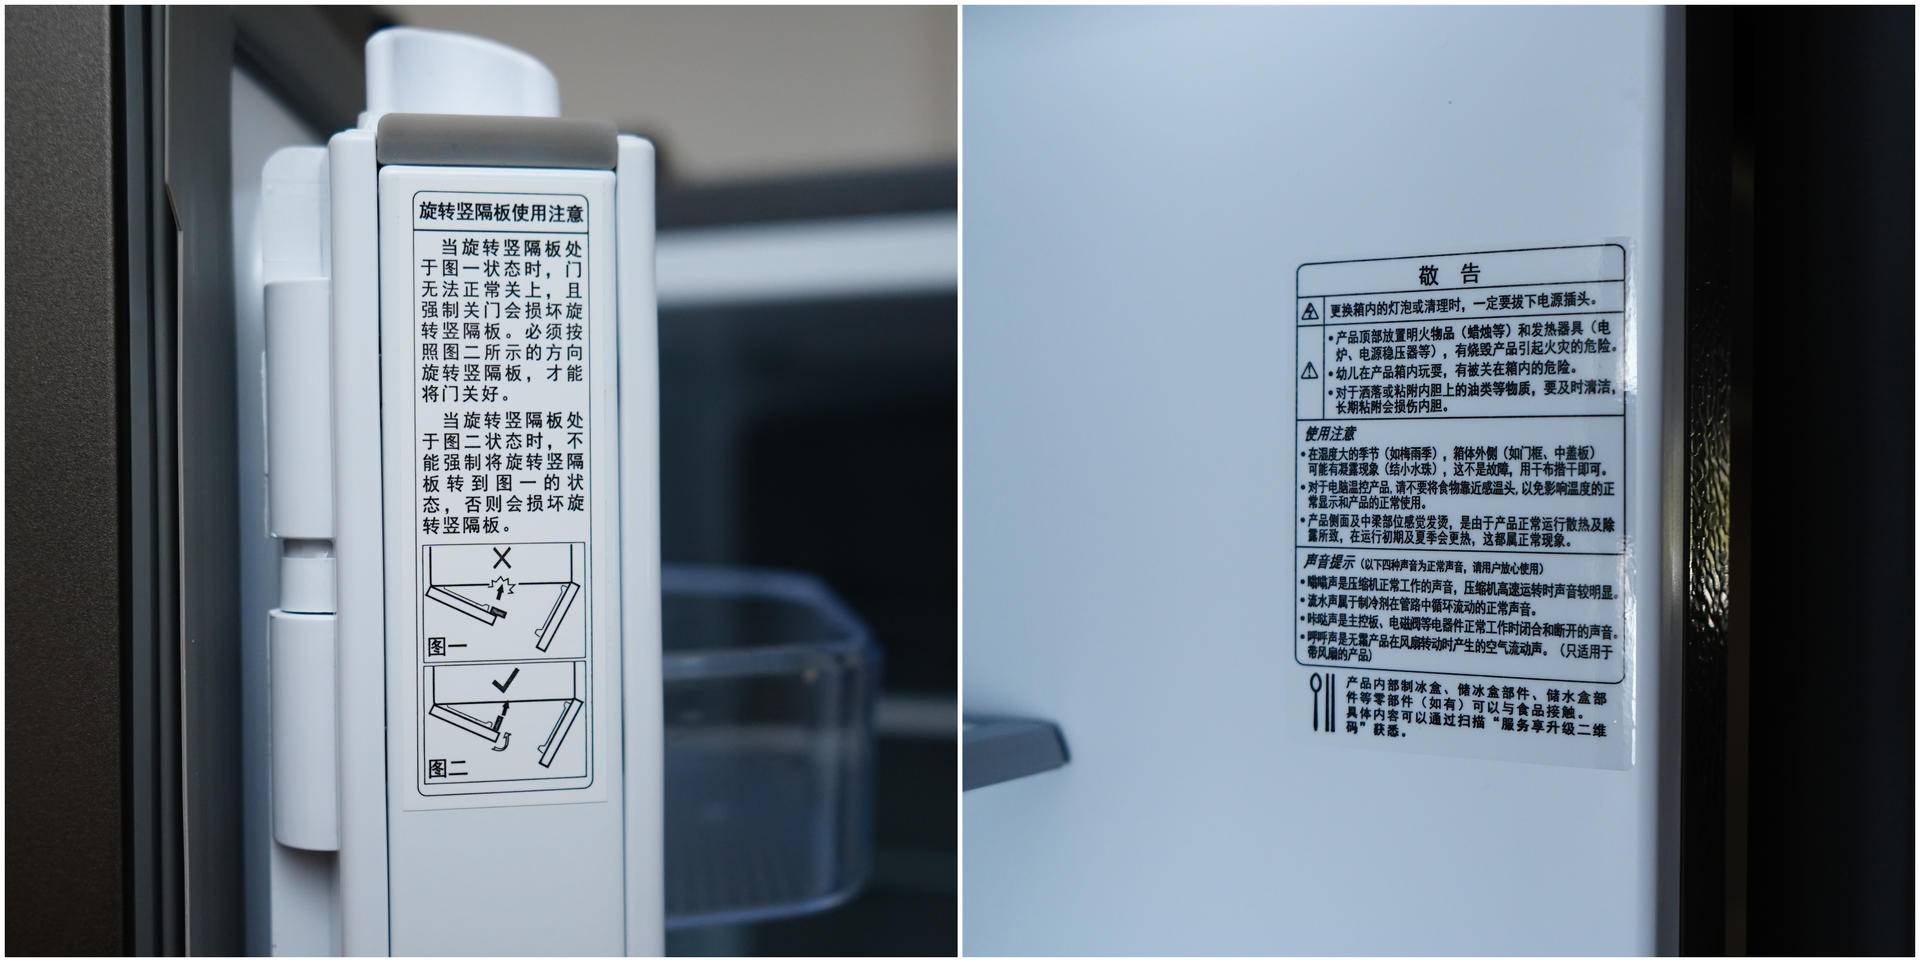 旋转竖隔板使用注意
当旋转竖隔板处
于图一状态时，门
无法正常关上，且
强制关门会损坏旋
转竖隔板。必须按
照图二所示的方向
旋转竖隔板，才能
将门关好。
当旋转竖隔板处
于图二状态时，不
能强制将旋转竖隔
板转到图一的状
态，否则会损坏旋
转竖隔板。
图一
图二
敬 告
更换箱内的灯泡或清理时，一定要拔下电源插头。
•产品顶部放置明火物品（蜡烛等）和发热器具（电
炉、电源稳压器等），有烧毁产品引起火灾的危险。
•幼儿在产品箱内玩耍，有被关在箱内的危险。
•对于洒落或粘附内胆上的油类等物质，要及时清洁，
长期粘附会损伤内胆。
使用注意
•在湿度大的季节（如梅雨季），箱体外侧（如门框、中盖板）
可能有凝露现象（结小水珠），这不是故障，用干布揩干即可。
•对于电脑温控产品,请不要将食物靠近感温头,以免影响温度的正
常显示和产品的正常使用。
•产品侧面及中梁部位感觉发烫，是由于产品正常运行散热及除
露所致，在运行初期及夏季会更热，这都属正常现象。
声音提示（以下四种声音为正常声音，请用户放心使用）
•嗡嗡声是压缩机正常工作的声音，压缩机高速运转时声音较明显。
•流水声属于制冷剂在管路中循环流动的正常声音。
•咔哒声是主控板、电磁阀等电器件正常工作时闭合和断开的声音。
•呼呼声是无霜产品在风扇转动时产生的空气流动声。（只适用于
带风扇的产品）
产品内部制冰盒、储冰盒部件、储水盒部
件等零部件（如有）可以与食品接触。
具体内容可以通过扫描“服务享升级二维
码”获悉。